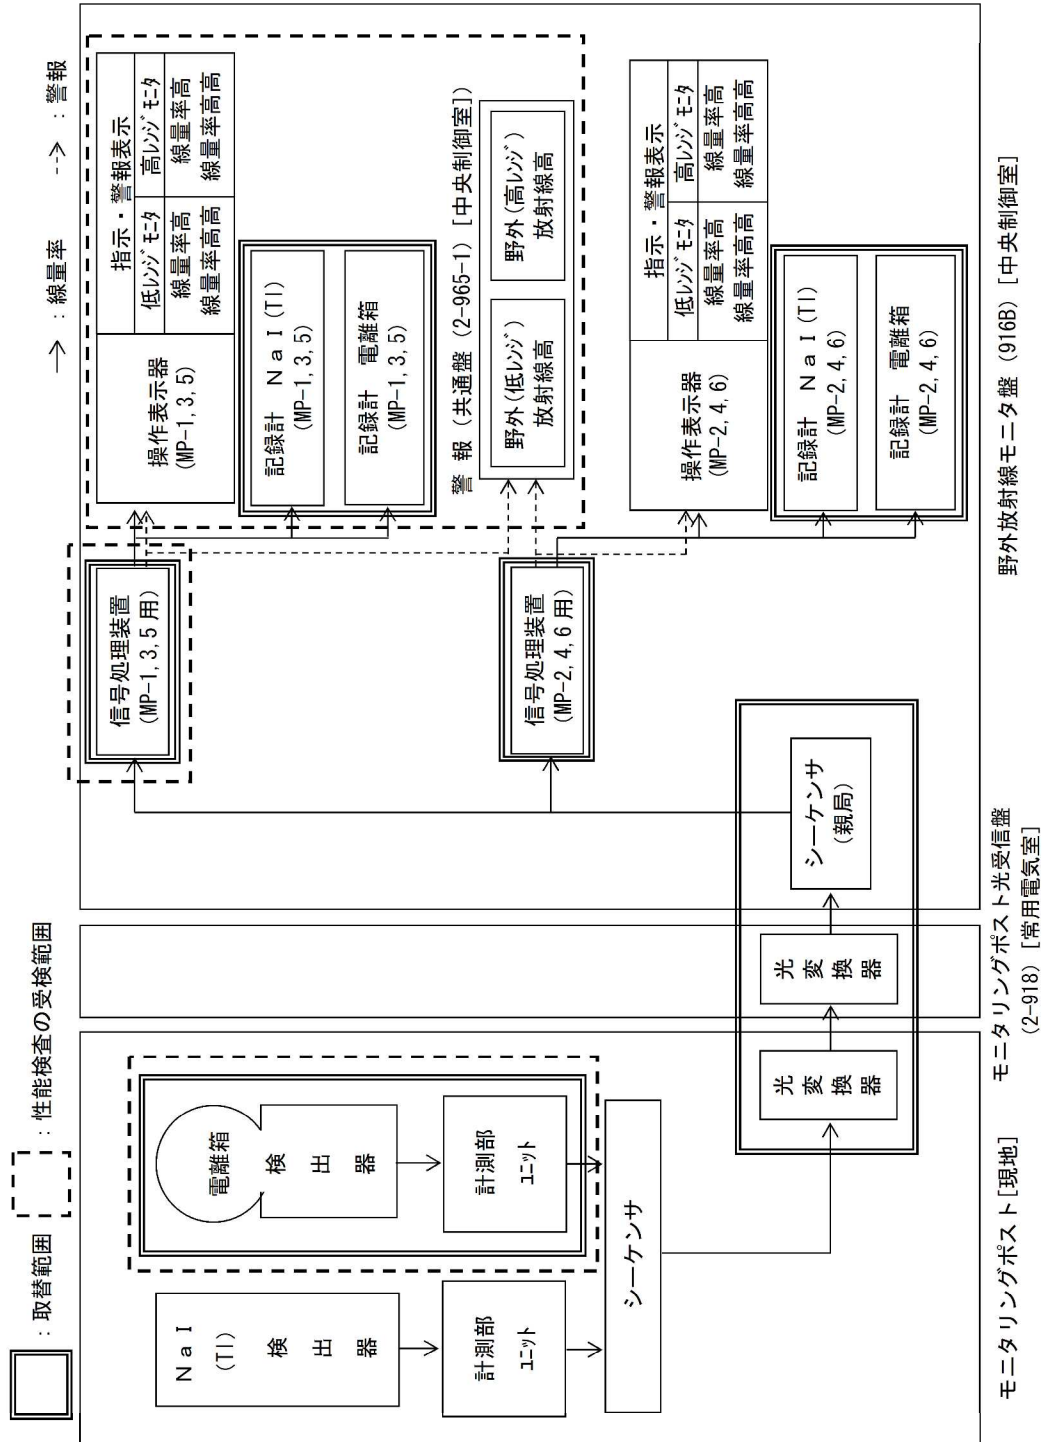 ：取替範囲
：性能検査の受検範囲
：線量率
：警報
NaI
(Tl)
検出器
計測部
ﾕﾆｯﾄ
電離箱
検出器
計測部
ﾕﾆｯﾄ
シーケンサ
モニタリングポスト[現地]
光変換器
光変換器
シーケンサ
(親局)
モニタリングポスト光受信盤
(2-918) [常用電気室]
信号処理装置
(MP-1,3,5用)
信号処理装置
(MP-2,4,6用)
操作表示器
(MP-1,3,5)
指示・警報表示
低ﾚﾝｼﾞﾓﾆﾀ
高ﾚﾝｼﾞﾓﾆﾀ
線量率高
線量率高高
線量率高
線量率高高
記録計 NaI(Tl)
(MP-1,3,5)
記録計 電離箱
(MP-1,3,5)
警報 (共通盤 (2-965-1) [中央制御室])
野外(低ﾚﾝｼﾞ)
放射線高
野外(高ﾚﾝｼﾞ)
放射線高
操作表示器
(MP-2,4,6)
指示・警報表示
低ﾚﾝｼﾞﾓﾆﾀ
高ﾚﾝｼﾞﾓﾆﾀ
線量率高
線量率高高
線量率高
線量率高高
記録計 NaI(Tl)
(MP-2,4,6)
記録計 電離箱
(MP-2,4,6)
野外放射線モニタ盤 (916B) [中央制御室]